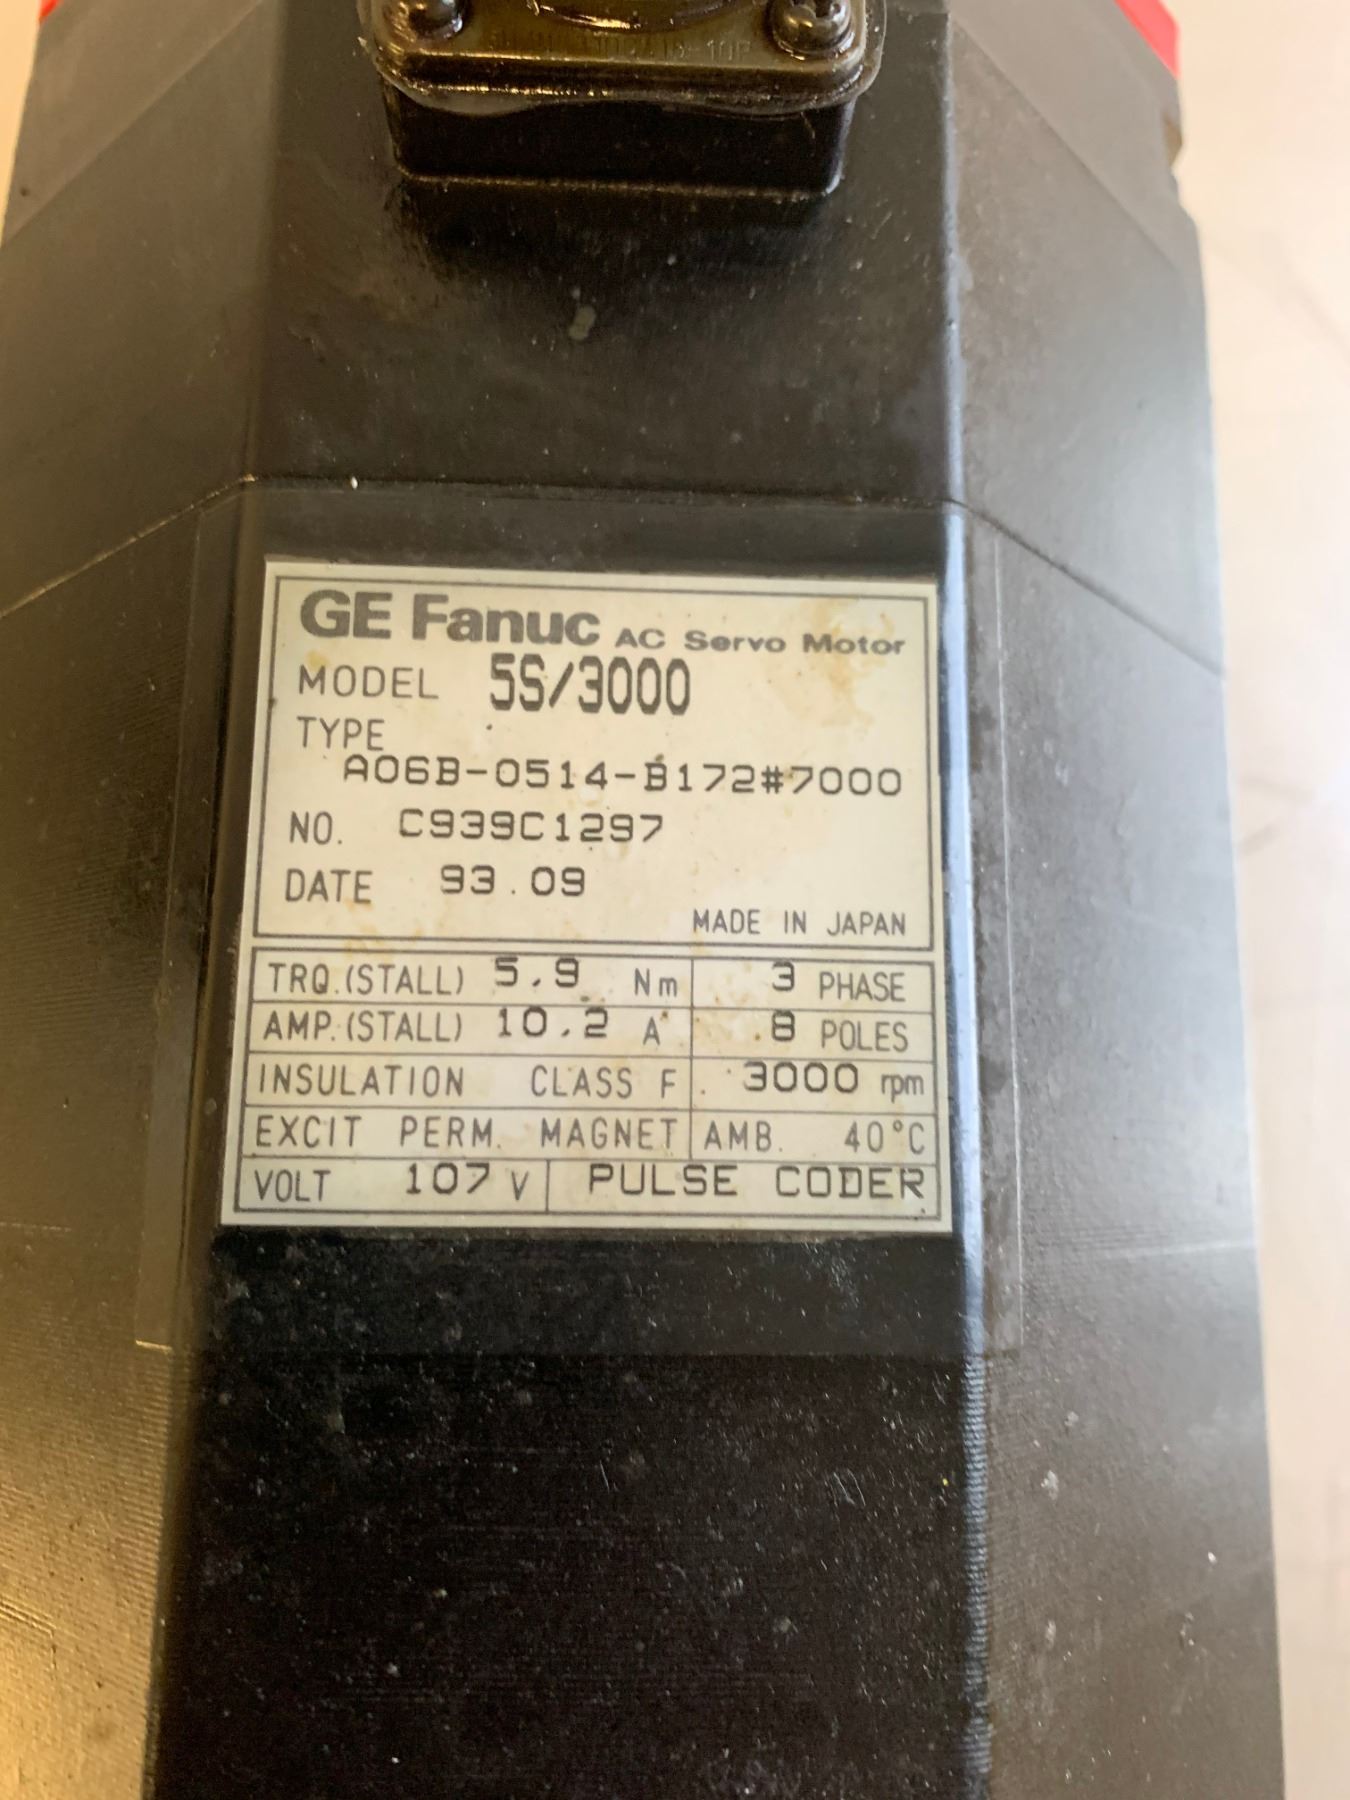 GE Fanuc AC Servo Motor
MODEL 5S/3000
TYPE
A06B-0514-B172#7000
NO. C939C1297
DATE 93.09
MADE IN JAPAN
TRQ.(STALL) 5.9 Nm 3 PHASE
AMP.(STALL) 10.2 A 8 POLES
INSULATION CLASS F 3000 rpm
EXCIT PERM. MAGNET AMB. 40°C
VOLT 107 V PULSE CODER